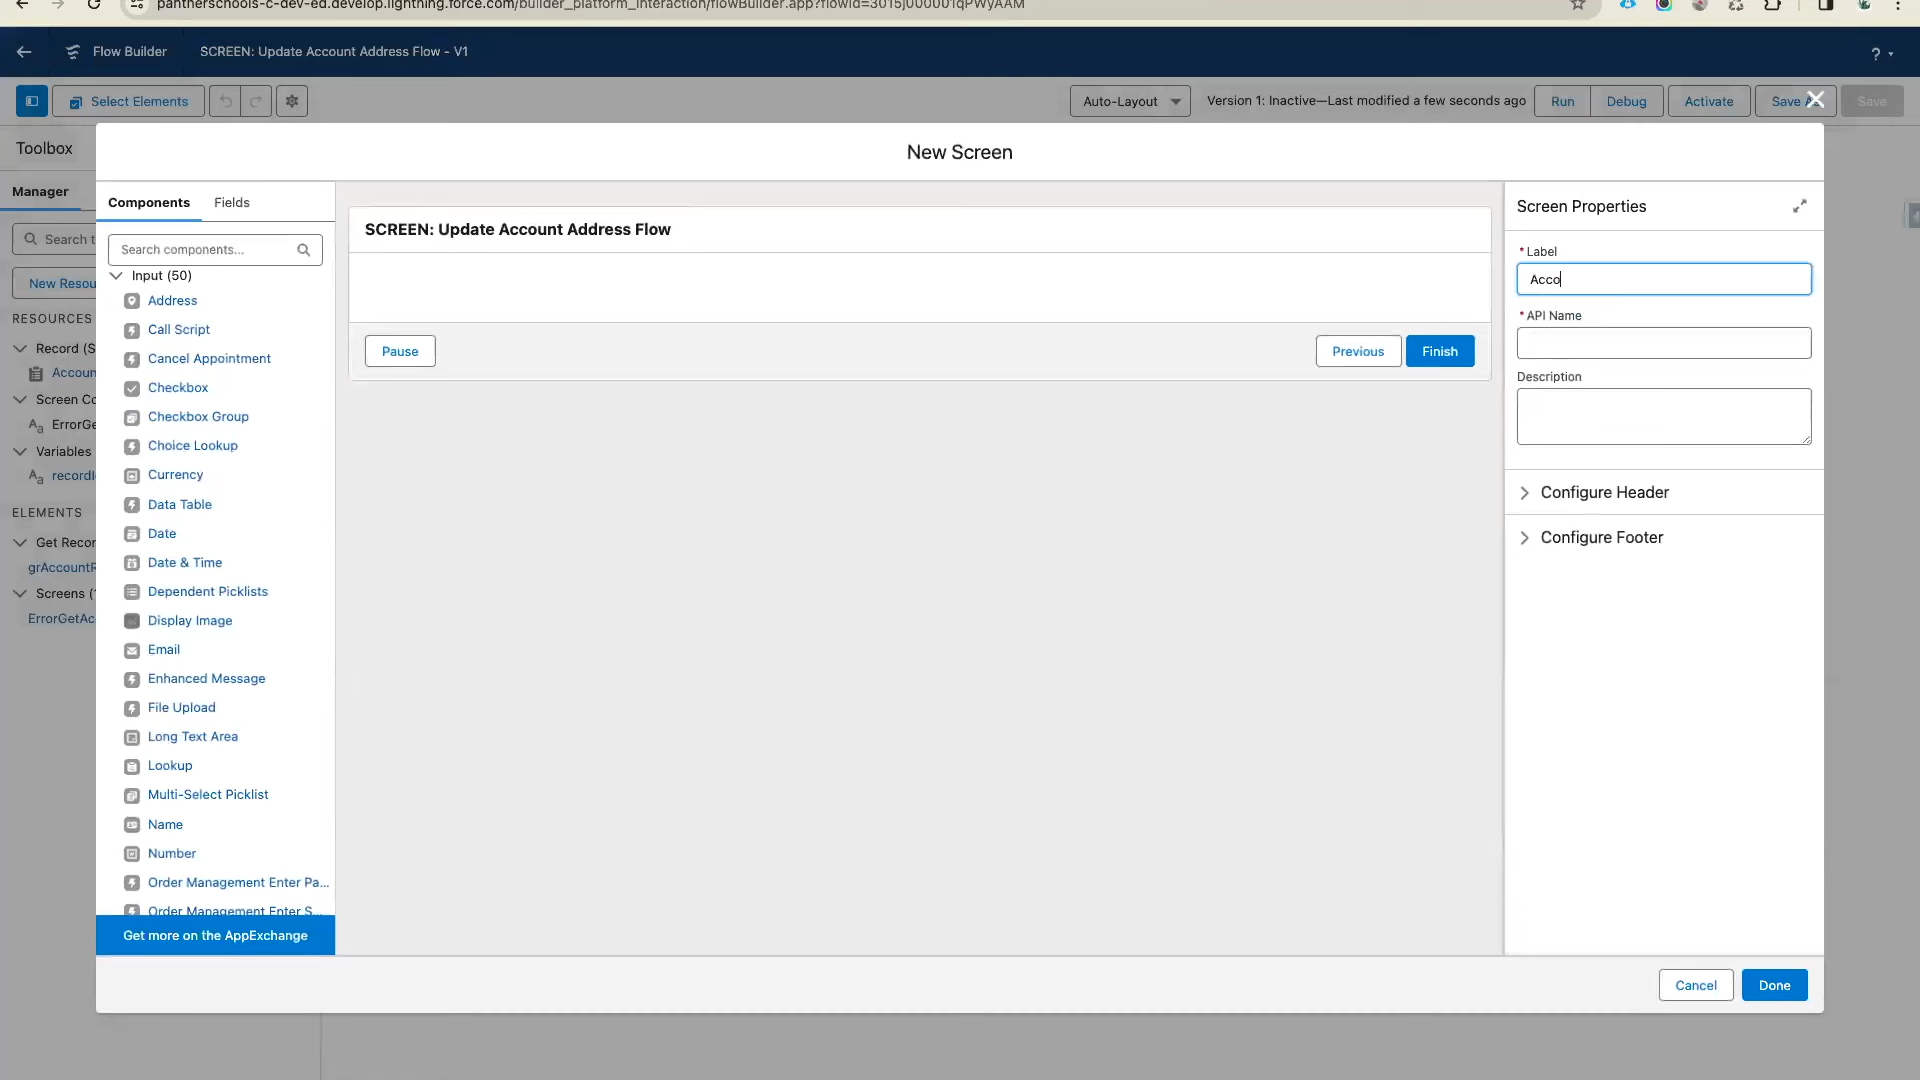 pantherschools-c-dev-ed.develop.lightning.force.com/builder_platform_interaction/flowBuilder.app?flowId=3015j000001qPWyAAM
Flow Builder
SCREEN: Update Account Address Flow - V1
?
Select Elements
Auto-Layout
Version 1: Inactive—Last modified a few seconds ago
Run
Debug
Activate
Save A
Save
Toolbox
New Screen
Manager
Components
Fields
Screen Properties
Search t
Search components...
SCREEN: Update Account Address Flow
* Label
Acco
Input (50)
New Resou
Address
RESOURCES
Call Script
* API Name
Record (S
Cancel Appointment
Pause
Previous
Finish
Accoun
Checkbox
Description
Screen Co
Checkbox Group
Aa ErrorGe
Choice Lookup
Variables
Aa recordI
Currency
Data Table
Configure Header
ELEMENTS
Date
Configure Footer
Get Recor
Date & Time
grAccountR
Dependent Picklists
Screens (
ErrorGetAc
Display Image
Email
Enhanced Message
File Upload
Long Text Area
Lookup
Multi-Select Picklist
Name
Number
Order Management Enter Pa...
Order Management Enter S...
Get more on the AppExchange
Cancel
Done